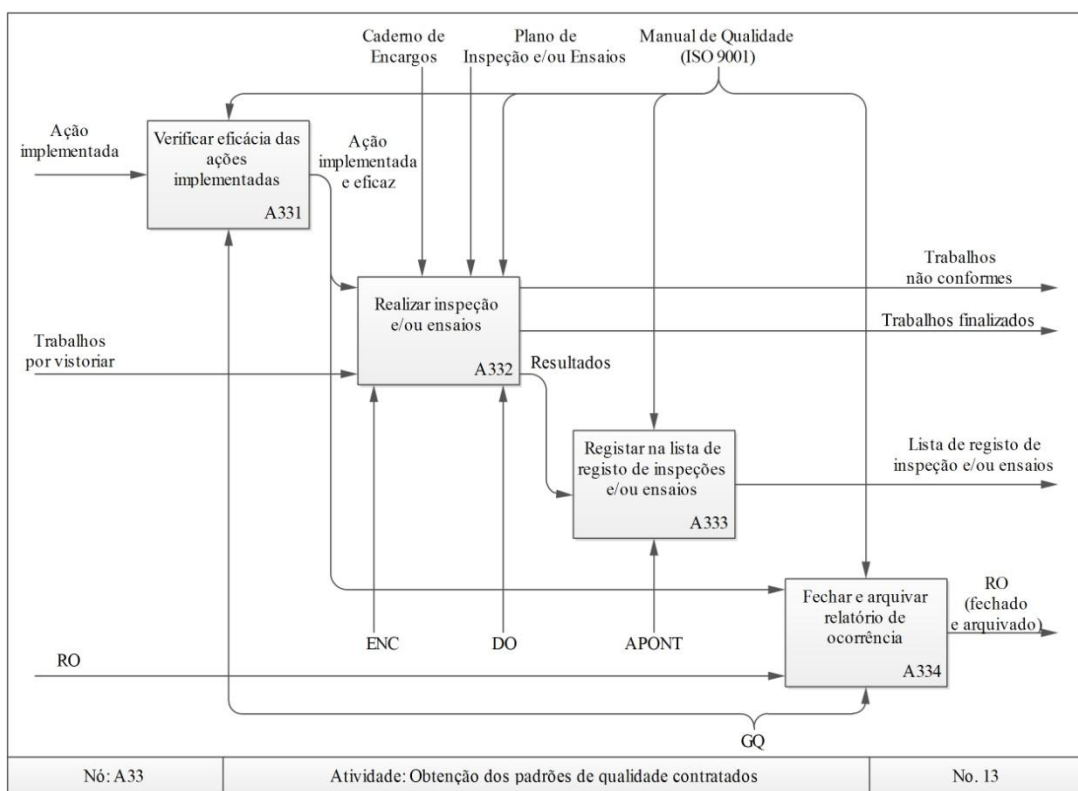 Caderno de
Encargos
Plano de
Inspeção e/ou Ensaios
Manual de Qualidade
(ISO 9001)
Ação
implementada
Verificar eficácia das
ações
implementadas
A331
Ação
implementada
e eficaz
Trabalhos
não conformes
Realizar inspeção
e/ou ensaios
A332
Trabalhos finalizados
Trabalhos
por vistoriar
Resultados
Registar na lista de
registo de inspeções
e/ou ensaios
A333
Lista de registo de
inspeção e/ou ensaios
Fechar e arquivar
relatório de
ocorrência
A334
RO
(fechado
e arquivado)
ENC
DO
APONT
RO
GQ
Nó: A33
Atividade: Obtenção dos padrões de qualidade contratados
No. 13